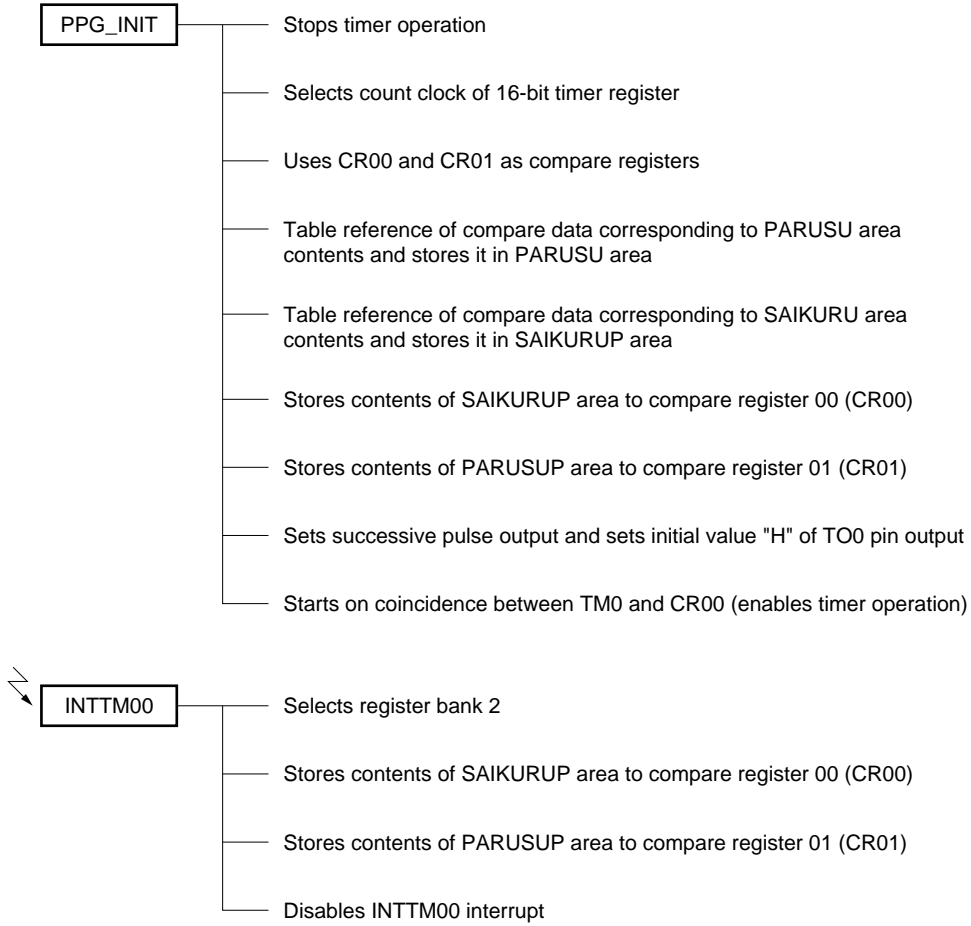 PPG_INIT
Stops timer operation
Selects count clock of 16-bit timer register
Uses CR00 and CR01 as compare registers
Table reference of compare data corresponding to PARUSU area
contents and stores it in PARUSU area
Table reference of compare data corresponding to SAIKURU area
contents and stores it in SAIKURUP area
Stores contents of SAIKURUP area to compare register 00 (CR00)
Stores contents of PARUSUP area to compare register 01 (CR01)
Sets successive pulse output and sets initial value "H" of TO0 pin output
Starts on coincidence between TM0 and CR00 (enables timer operation)
INTTM00
Selects register bank 2
Stores contents of SAIKURUP area to compare register 00 (CR00)
Stores contents of PARUSUP area to compare register 01 (CR01)
Disables INTTM00 interrupt